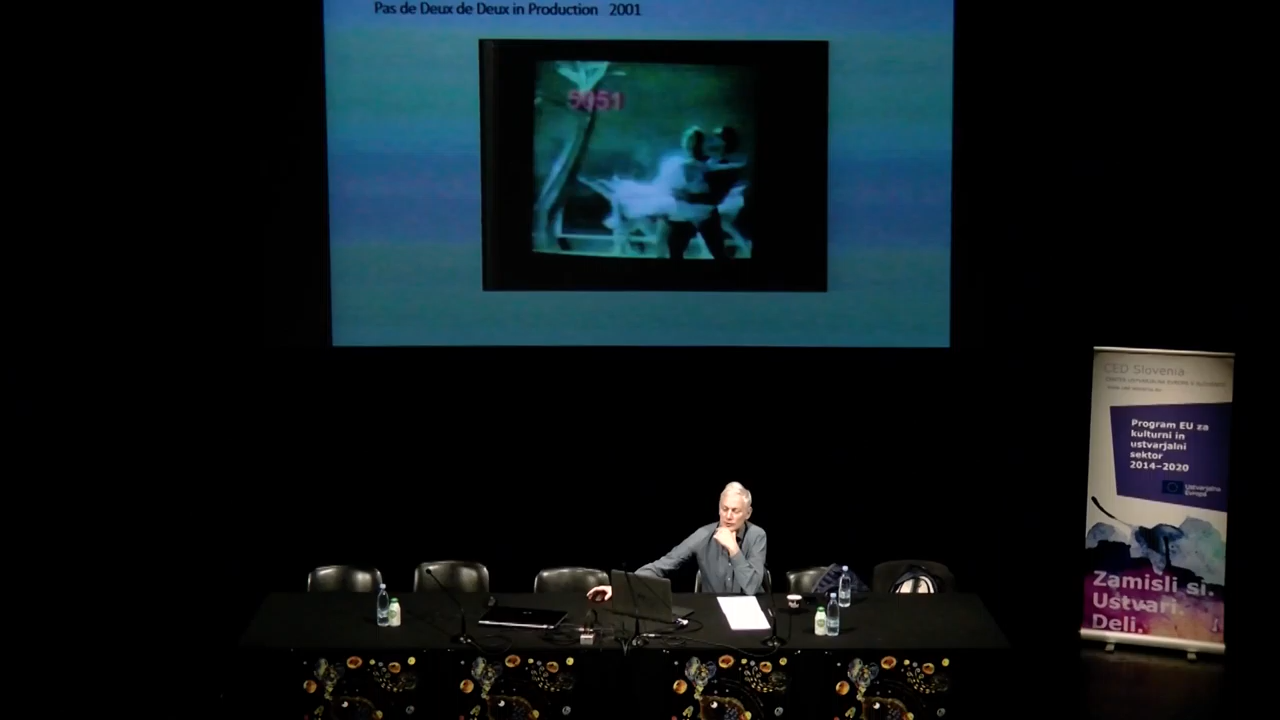 Pas de Deux de Deux in Production 2001
5051
CED Slovenia
Program EU za
kulturni in
ustvarjalni
sektor
2014–2020
Ustvarjalna
Evropa
Zamisli si.
Ustvari.
Deli.